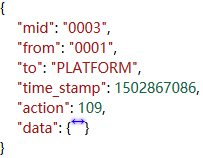 {
"mid": "0003",
"from": "0001",
"to": "PLATFORM",
"time_stamp": 1502867086,
"action": 109,
"data": {↔}
}